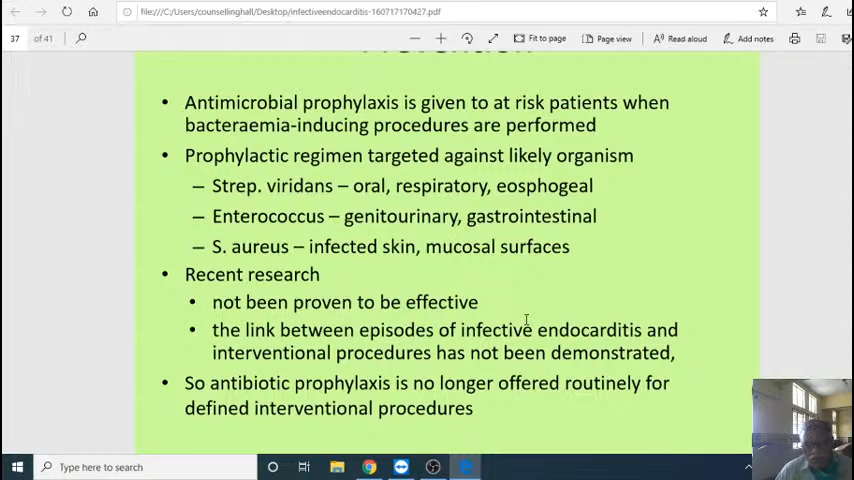 file:///C:/Users/counsellinghall/Desktop/infectiveendocarditis-160717170427.pdf
37 of 41
Fit to page
Page view
Read aloud
Add notes
Prevention
• Antimicrobial prophylaxis is given to at risk patients when
bacteraemia-inducing procedures are performed
• Prophylactic regimen targeted against likely organism
– Strep. viridans – oral, respiratory, eosphogeal
– Enterococcus – genitourinary, gastrointestinal
– S. aureus – infected skin, mucosal surfaces
• Recent research
• not been proven to be effective
• the link between episodes of infective endocarditis and
interventional procedures has not been demonstrated,
• So antibiotic prophylaxis is no longer offered routinely for
defined interventional procedures
Type here to search